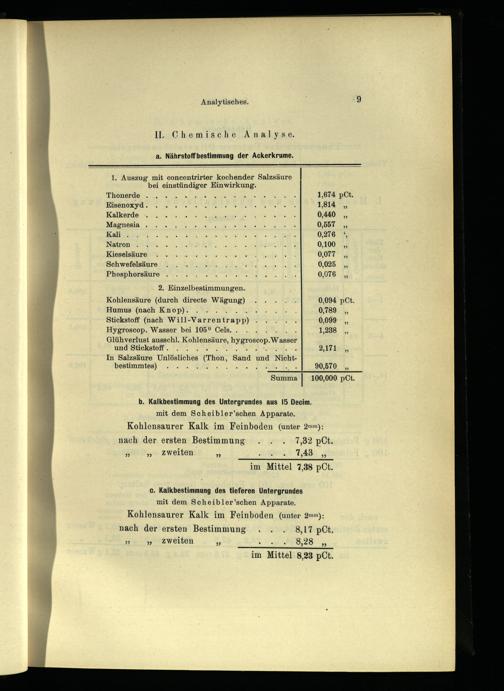 Analytisches. 9
II. Chemische Analyse.
a. Nährstoffbestimmung der Ackerkrume.
1. Auszug mit concentrirter kochender Salzsäure
bei einstündiger Einwirkung.
Thonerde . . . . . . . . . . . . . . . 1,674 pCt.
Eisenoxyd . . . . . . . . . . . . . . . 1,814 „
Kalkerde . . . . . . . . . . . . . . . 0,440 „
Magnesia . . . . . . . . . . . . . . . 0,557 „
Kali . . . . . . . . . . . . . . . . 0,276 „
Natron . . . . . . . . . . . . . . . 0,100 „
Kieselsäure . . . . . . . . . . . . . . 0,077 „
Schwefelsäure . . . . . . . . . . . . . 0,025 „
Phosphorsäure . . . . . . . . . . . . . 0,076 „
2. Einzelbestimmungen.
Kohlensäure (durch directe Wägung) . . . . . 0,094 pCt.
Humus (nach Knop) . . . . . . . . . . . 0,789 „
Stickstoff (nach Will-Varrentrapp) . . . . . 0,099 „
Hygroscop. Wasser bei 105° Cels. . . . . . . 1,238 „
Glühverlust ausschl. Kohlensäure, hygroscop. Wasser
und Stickstoff . . . . . . . . . . . . . 2,171 „
In Salzsäure Unlösliches (Thon, Sand und Nicht-
bestimmtes) . . . . . . . . . . . . . . 90,570 „
Summa 100,000 pCt.
b. Kalkbestimmung des Untergrundes aus 15 Decim.
mit dem Scheibler'schen Apparate.
Kohlensaurer Kalk im Feinboden (unter 2mm):
nach der ersten Bestimmung . . . 7,32 pCt.
„ „ zweiten „ . . . 7,43 „
im Mittel 7,38 pCt.
c. Kalkbestimmung des tieferen Untergrundes
mit dem Scheibler'schen Apparate.
Kohlensaurer Kalk im Feinboden (unter 2mm):
nach der ersten Bestimmung . . . 8,17 pCt.
„ „ zweiten „ . . . 8,28 „
im Mittel 8,23 pCt.